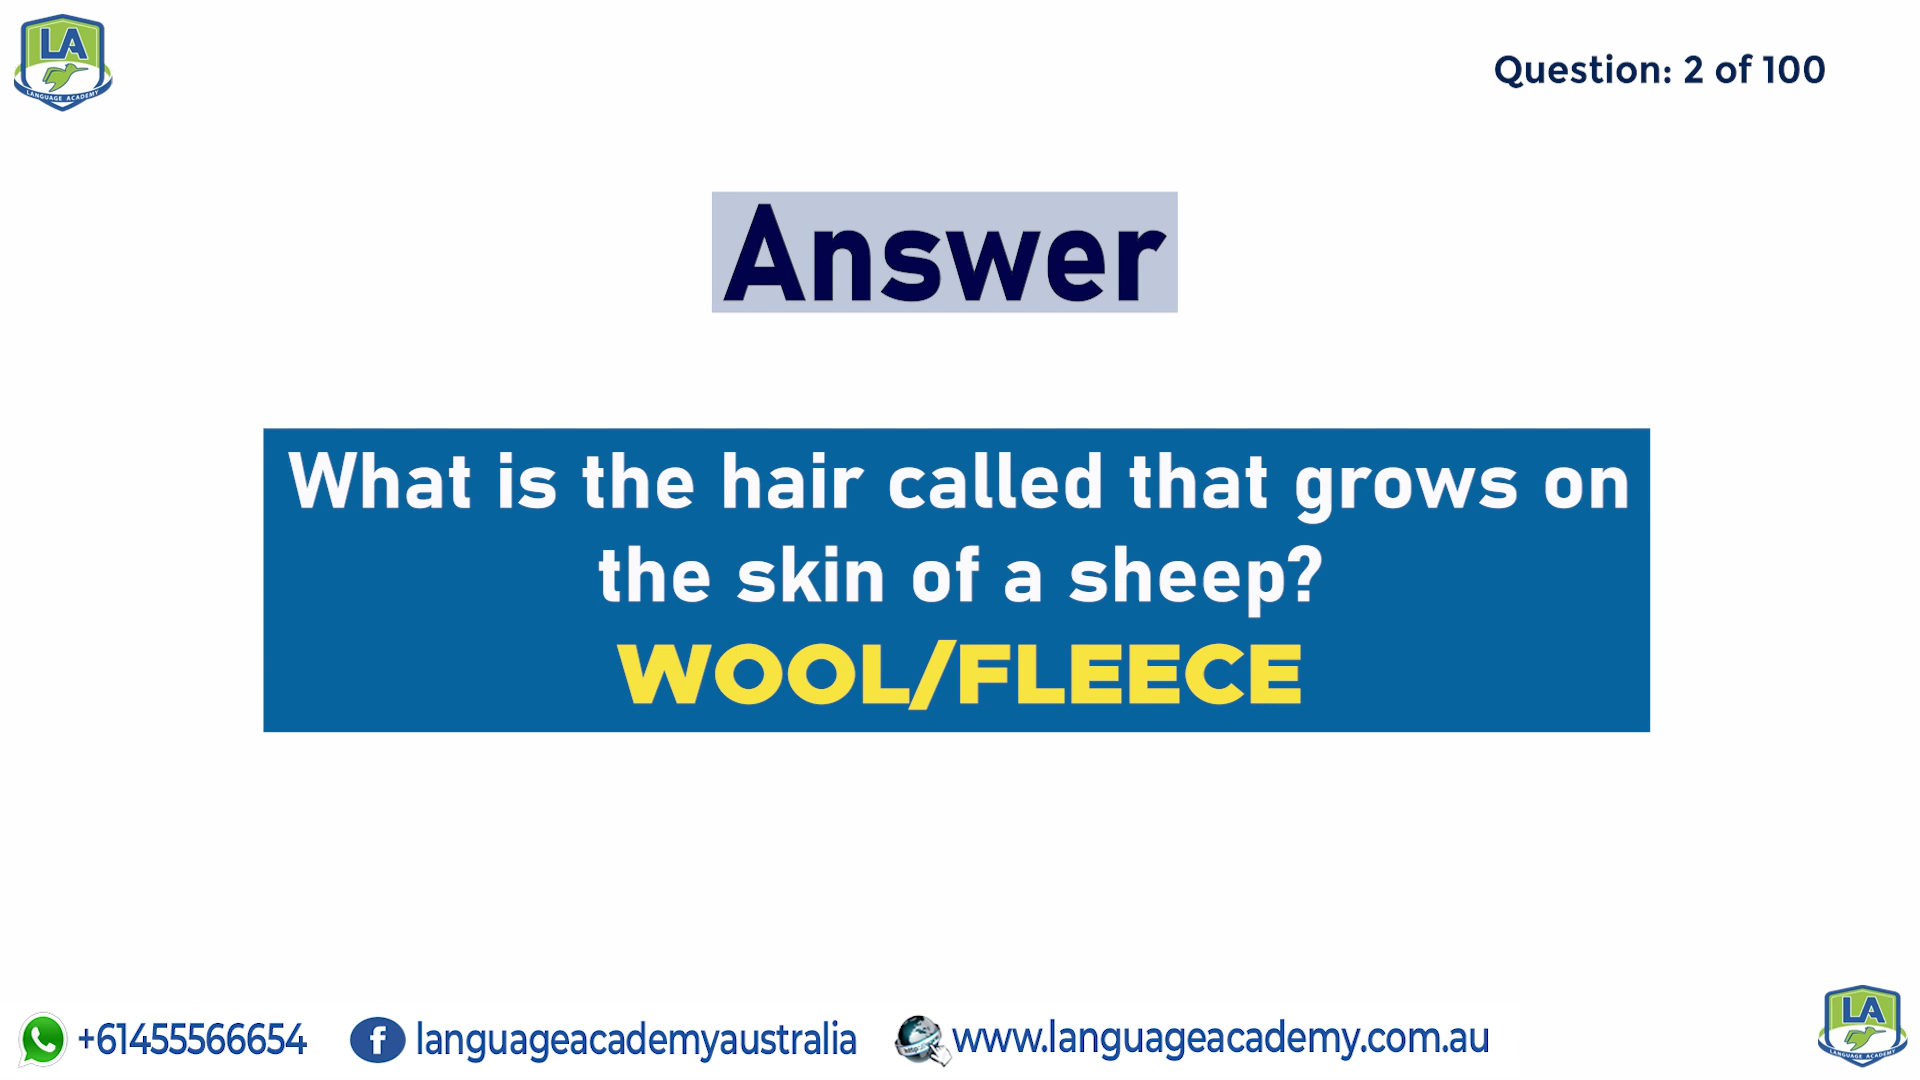 LA
LANGUAGE ACADEMY
Question: 2 of 100
Answer
What is the hair called that grows on
the skin of a sheep?
WOOL/FLEECE
+61455566654
f
languageacademyaustralia
http
www.languageacademy.com.au
LA
LANGUAGE ACADEMY